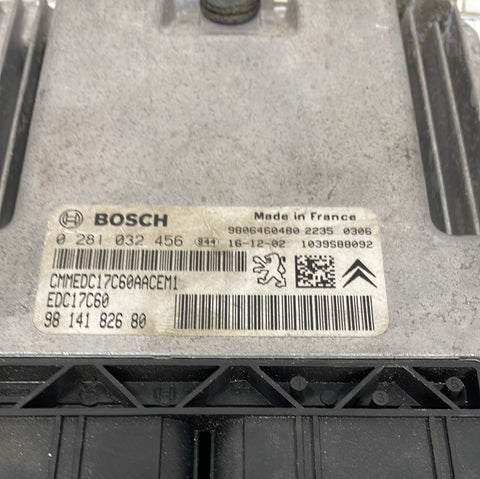 BOSCH Made in France
9806460480 2235 0306
0 281 032 456 944 16-12-02 1039S88092
CMMEDC17C60AACEM1
EDC17C60
98 141 826 80